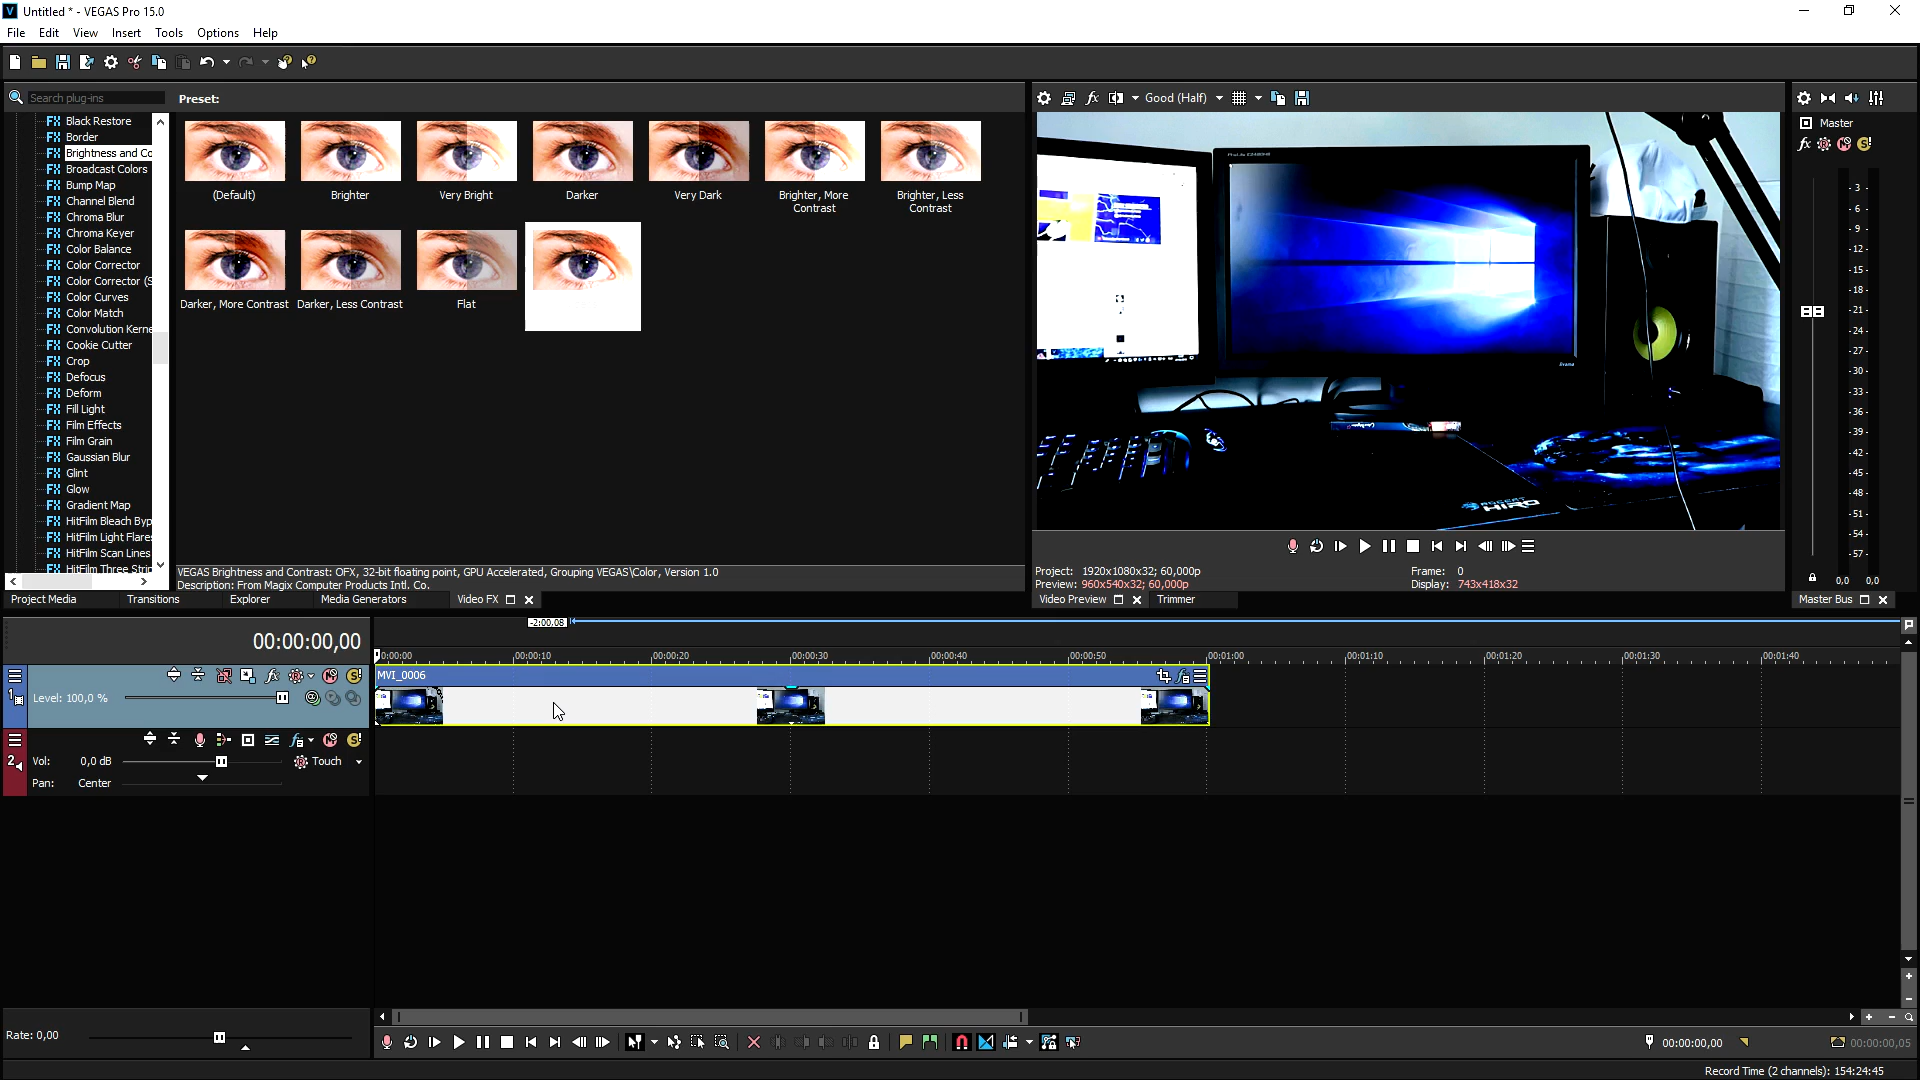 Untitled * - VEGAS Pro 15.0
File Edit View Insert Tools Options Help
Search plug-ins
Preset:
Good (Half)
Black Restore
Border
Brightness and Co
Broadcast Colors
Bump Map
Channel Blend
Chroma Blur
Chroma Keyer
Color Balance
Color Corrector
Color Corrector (S
Color Curves
Color Match
Convolution Kerne
Cookie Cutter
Crop
Defocus
Deform
Fill Light
Film Effects
Film Grain
Gaussian Blur
Glint
Glow
Gradient Map
HitFilm Bleach Byp
HitFilm Light Flares
HitFilm Scan Lines
HitFilm Three Strip
(Default)
Brighter
Very Bright
Darker
Very Dark
Brighter, More Contrast
Brighter, Less Contrast
Darker, More Contrast
Darker, Less Contrast
Flat
VEGAS Brightness and Contrast: OFX, 32-bit floating point, GPU Accelerated, Grouping VEGAS\Color, Version 1.0
Description: From Magix Computer Products Intl. Co.
Project Media Transitions Explorer Media Generators Video FX
ROCCAT
HIRO
Project: 1920x1080x32; 60,000p
Preview: 960x540x32; 60,000p
Frame: 0
Display: 743x418x32
Video Preview Trimmer
Master
3 -
- 6 -
- 9 -
- 12 -
- 15 -
- 18 -
- 21 -
- 24 -
- 27 -
- 30 -
- 33 -
- 36 -
- 39 -
- 42 -
- 45 -
- 48 -
- 51 -
- 54 -
- 57 -
0,0 0,0
Master Bus
00:00:00,00
-2:00.08
0:00:00 00:00:10 00:00:20 00:00:30 00:00:40 00:00:50 00:01:00 00:01:10 00:01:20 00:01:30 00:01:40
1
Level: 100,0 %
MVI_0006
2
Vol: 0,0 dB
Touch
Pan: Center
Rate: 0,00
00:00:00,00
00:00:00,05
Record Time (2 channels): 154:24:45